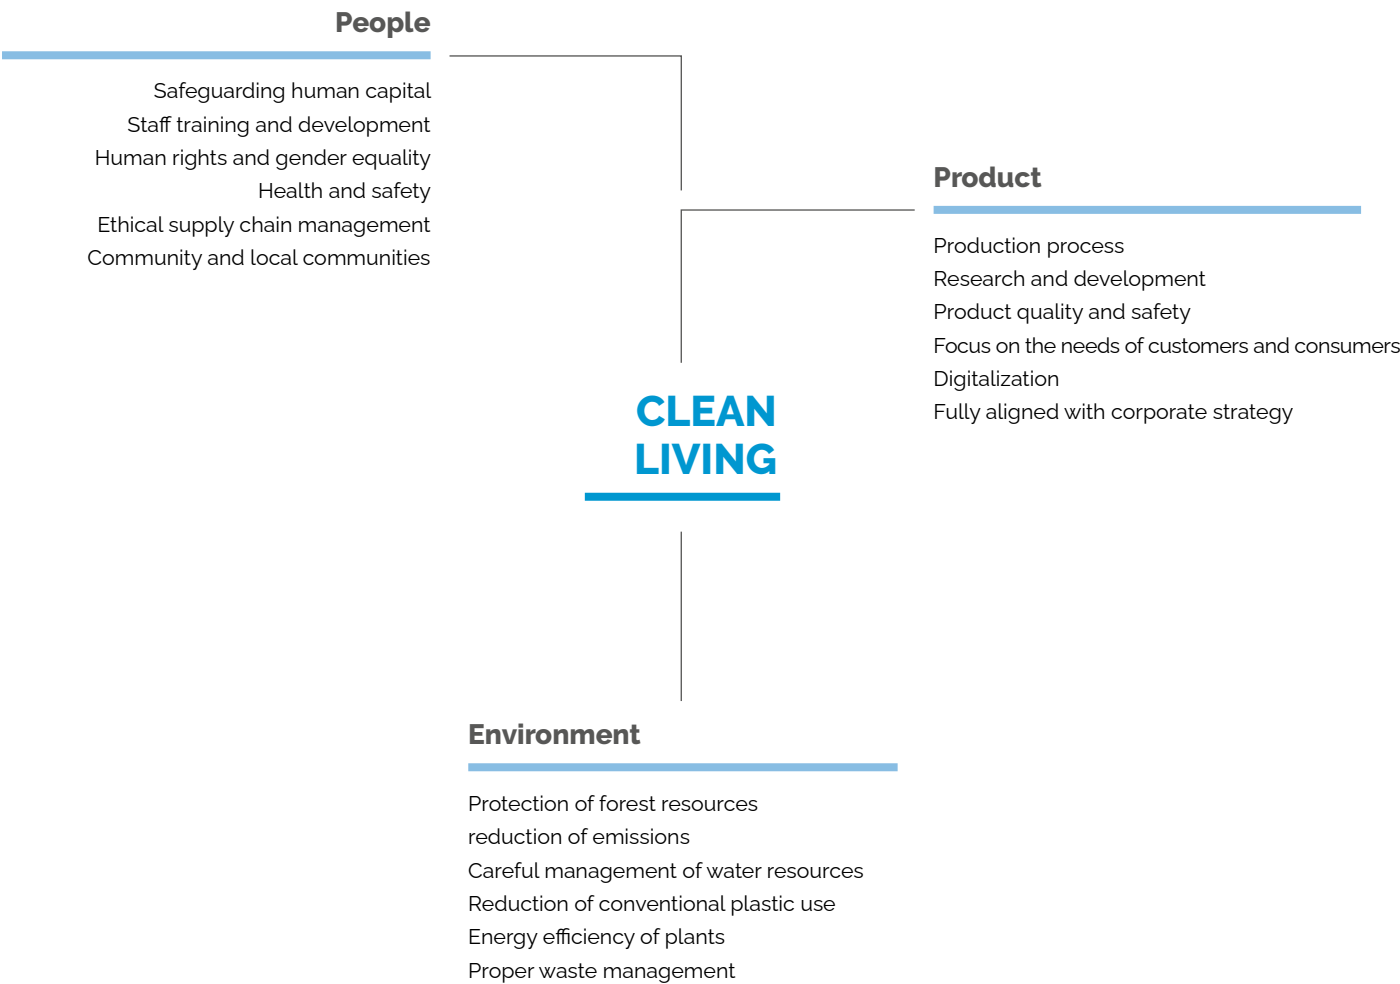 People
Safeguarding human capital
Staff training and development
Human rights and gender equality
Health and safety
Ethical supply chain management
Community and local communities
Product
Production process
Research and development
Product quality and safety
Focus on the needs of customers and consumers
Digitalization
Fully aligned with corporate strategy
CLEAN
LIVING
Environment
Protection of forest resources
reduction of emissions
Careful management of water resources
Reduction of conventional plastic use
Energy efficiency of plants
Proper waste management